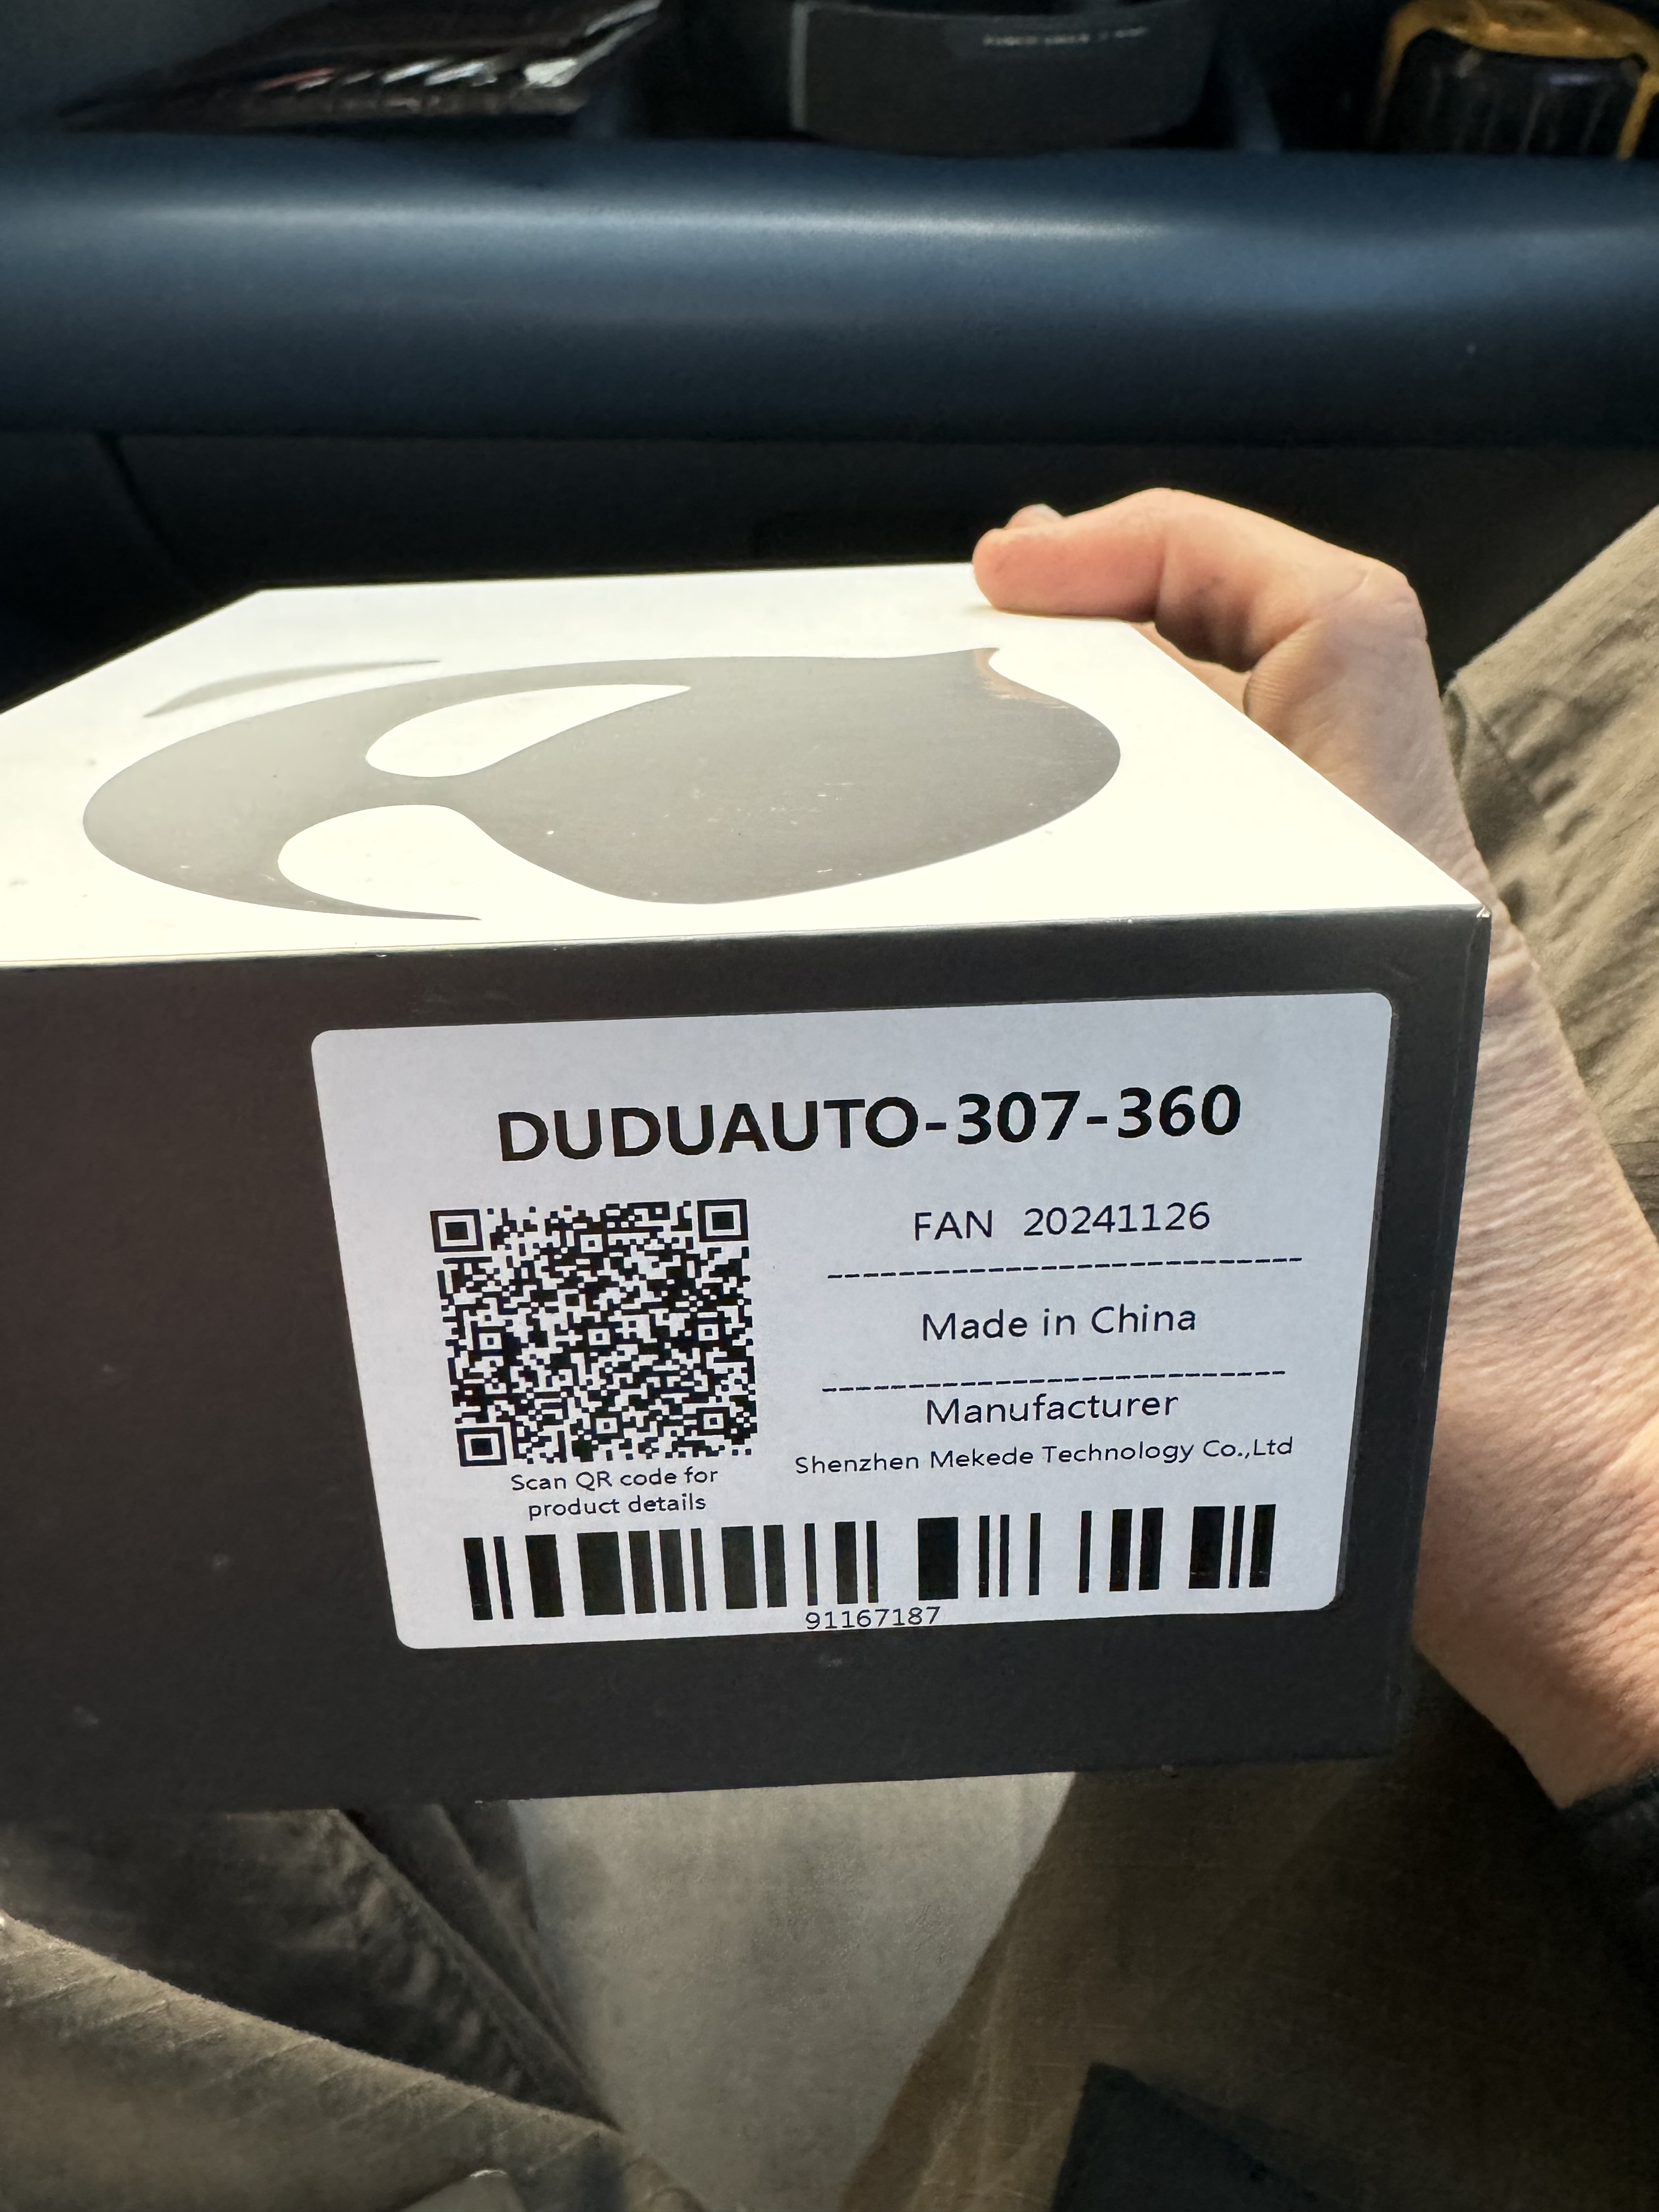 DUDUAUTO-307-360
FAN 20241126
Made in China
Manufacturer
Shenzhen Mekede Technology Co.,Ltd
Scan QR code for
product details
91167187